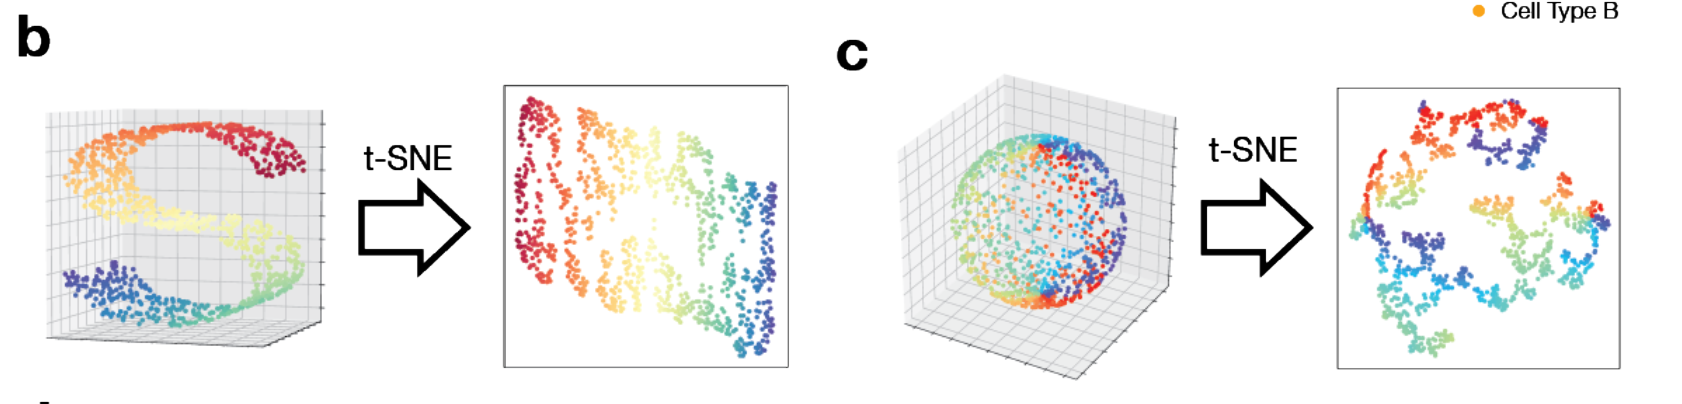 b
c
Cell Type B
t-SNE
t-SNE